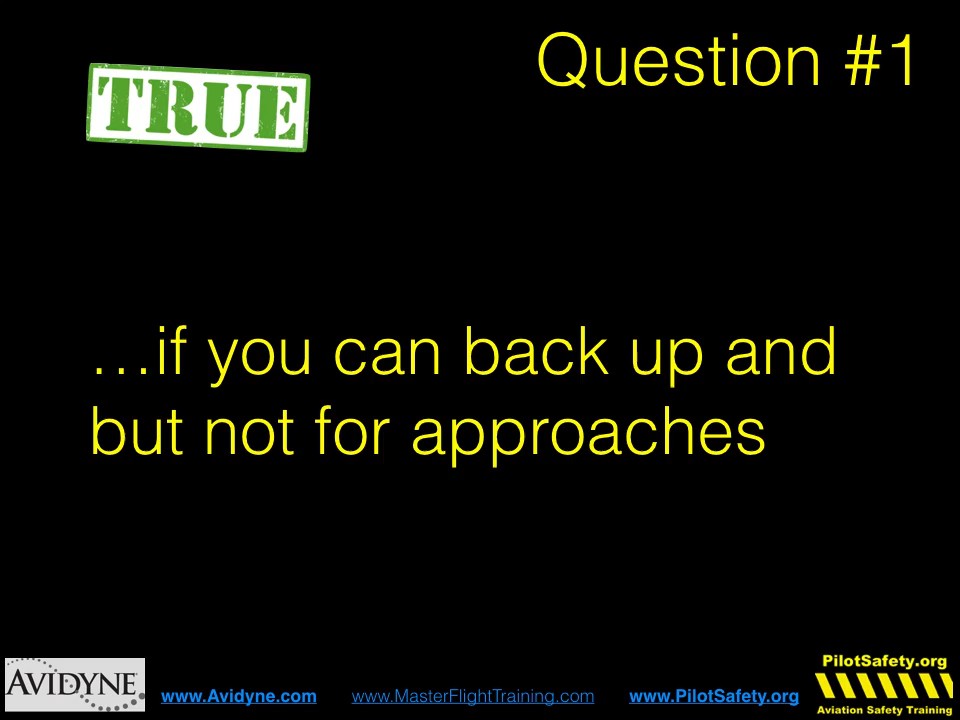 Question #1
TRUE
…if you can back up and
but not for approaches
AVIDYNE
www.Avidyne.com www.MasterFlightTraining.com www.PilotSafety.org
PilotSafety.org
Aviation Safety Training